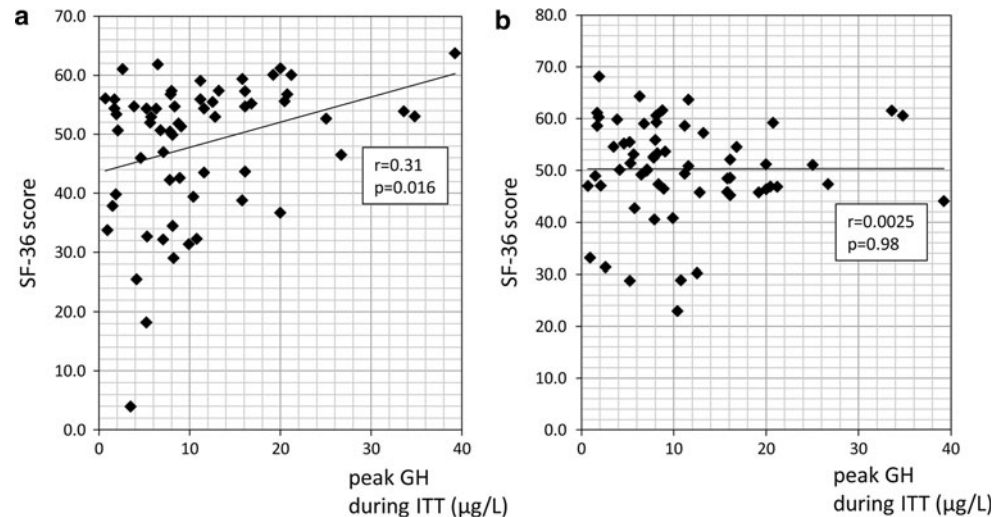 a
70.0
60.0
50.0
40.0
30.0
20.0
10.0
0.0
SF-36 score
r=0.31
p=0.016
0 10 20 30 40
peak GH
during ITT (µg/L)
b
80.0
70.0
60.0
50.0
40.0
30.0
20.0
10.0
0.0
SF-36 score
r=0.0025
p=0.98
0 10 20 30 40
peak GH
during ITT (µg/L)